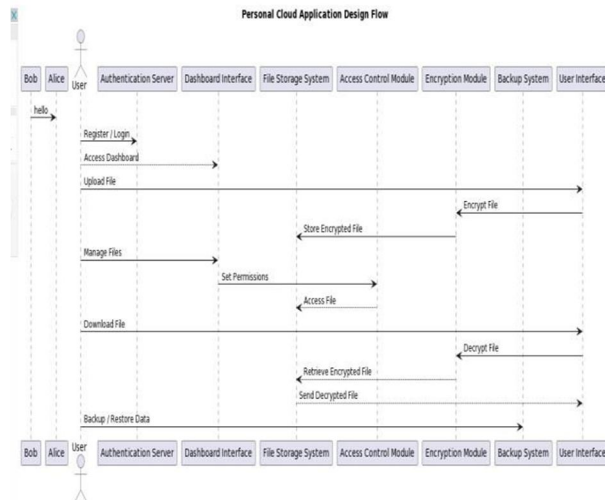 Personal Cloud Application Design Flow
User
Bob Alice Authentication Server Dashboard Interface File Storage System Access Control Module Encryption Module Backup System User Interface
hello
Register / Login
Access Dashboard
Upload File
Encrypt File
Store Encrypted File
Manage Files
Set Permissions
Access File
Download File
Decrypt File
Retrieve Encrypted File
Send Decrypted File
Backup / Restore Data
User
Bob Alice Authentication Server Dashboard Interface File Storage System Access Control Module Encryption Module Backup System User Interface